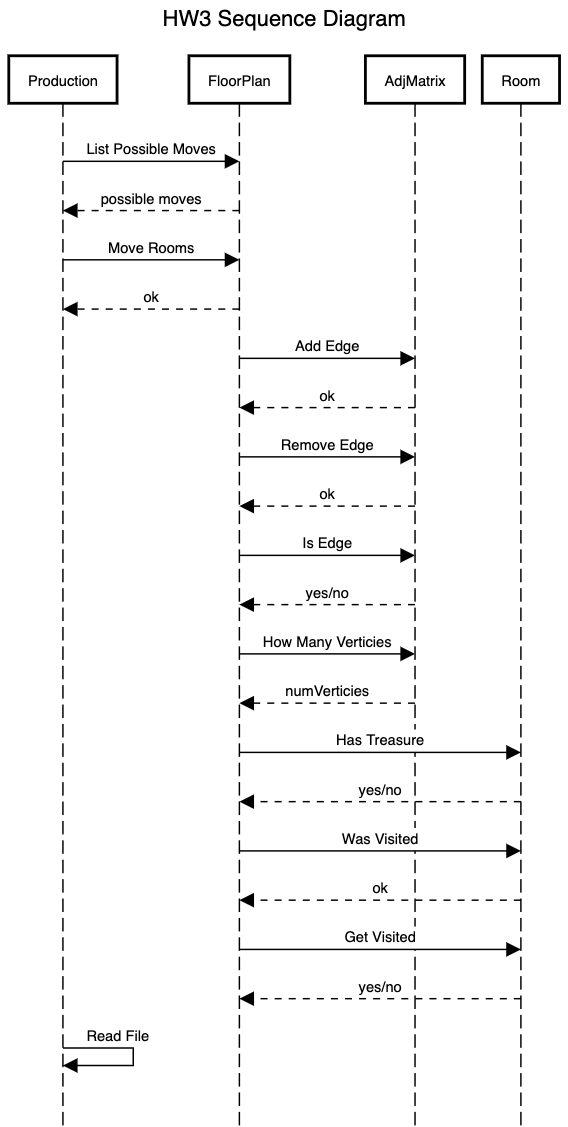 HW3 Sequence Diagram
Production
FloorPlan
AdjMatrix
Room
List Possible Moves
possible moves
Move Rooms
ok
Add Edge
ok
Remove Edge
ok
Is Edge
yes/no
How Many Verticies
numVerticies
Has Treasure
yes/no
Was Visited
ok
Get Visited
yes/no
Read File